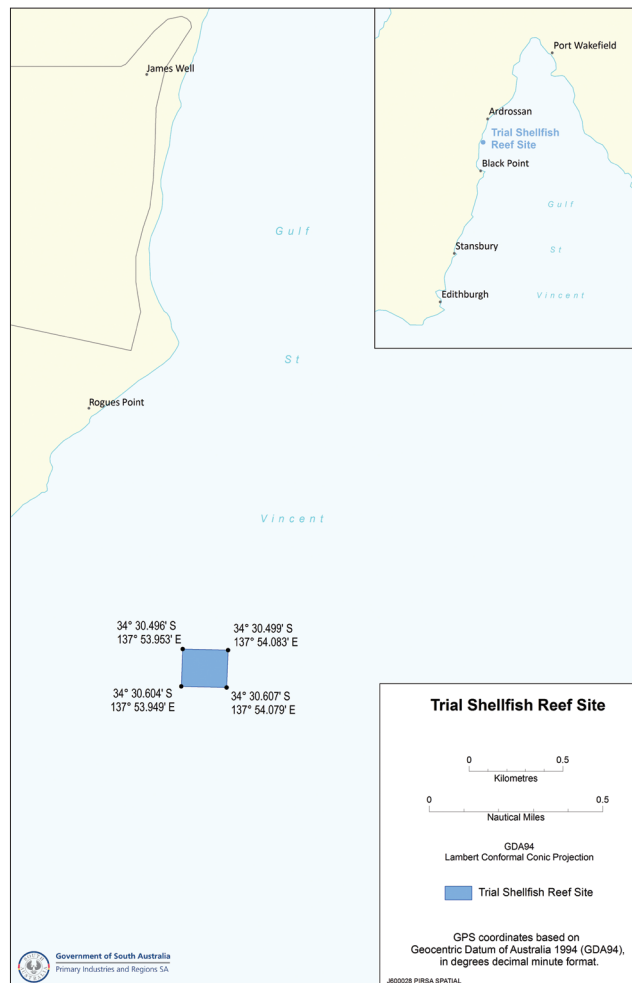 James Well
Gulf
St
Rogues Point
Vincent
Port Wakefield
Ardrossan
Trial Shellfish
Reef Site
Black Point
Gulf
Stansbury
St
Edithburgh
Vincent
34° 30.496' S
137° 53.953' E
34° 30.499' S
137° 54.083' E
34° 30.604' S
137° 53.949' E
34° 30.607' S
137° 54.079' E
Trial Shellfish Reef Site
0 0.5
Kilometres
0 0.5
Nautical Miles
GDA94
Lambert Conformal Conic Projection
Trial Shellfish Reef Site
GPS coordinates based on
Geocentric Datum of Australia 1994 (GDA94),
in degrees decimal minute format.
J600028 PIRSA SPATIAL
SOUTH
AUSTRALIA
Government of South Australia
Primary Industries and Regions SA